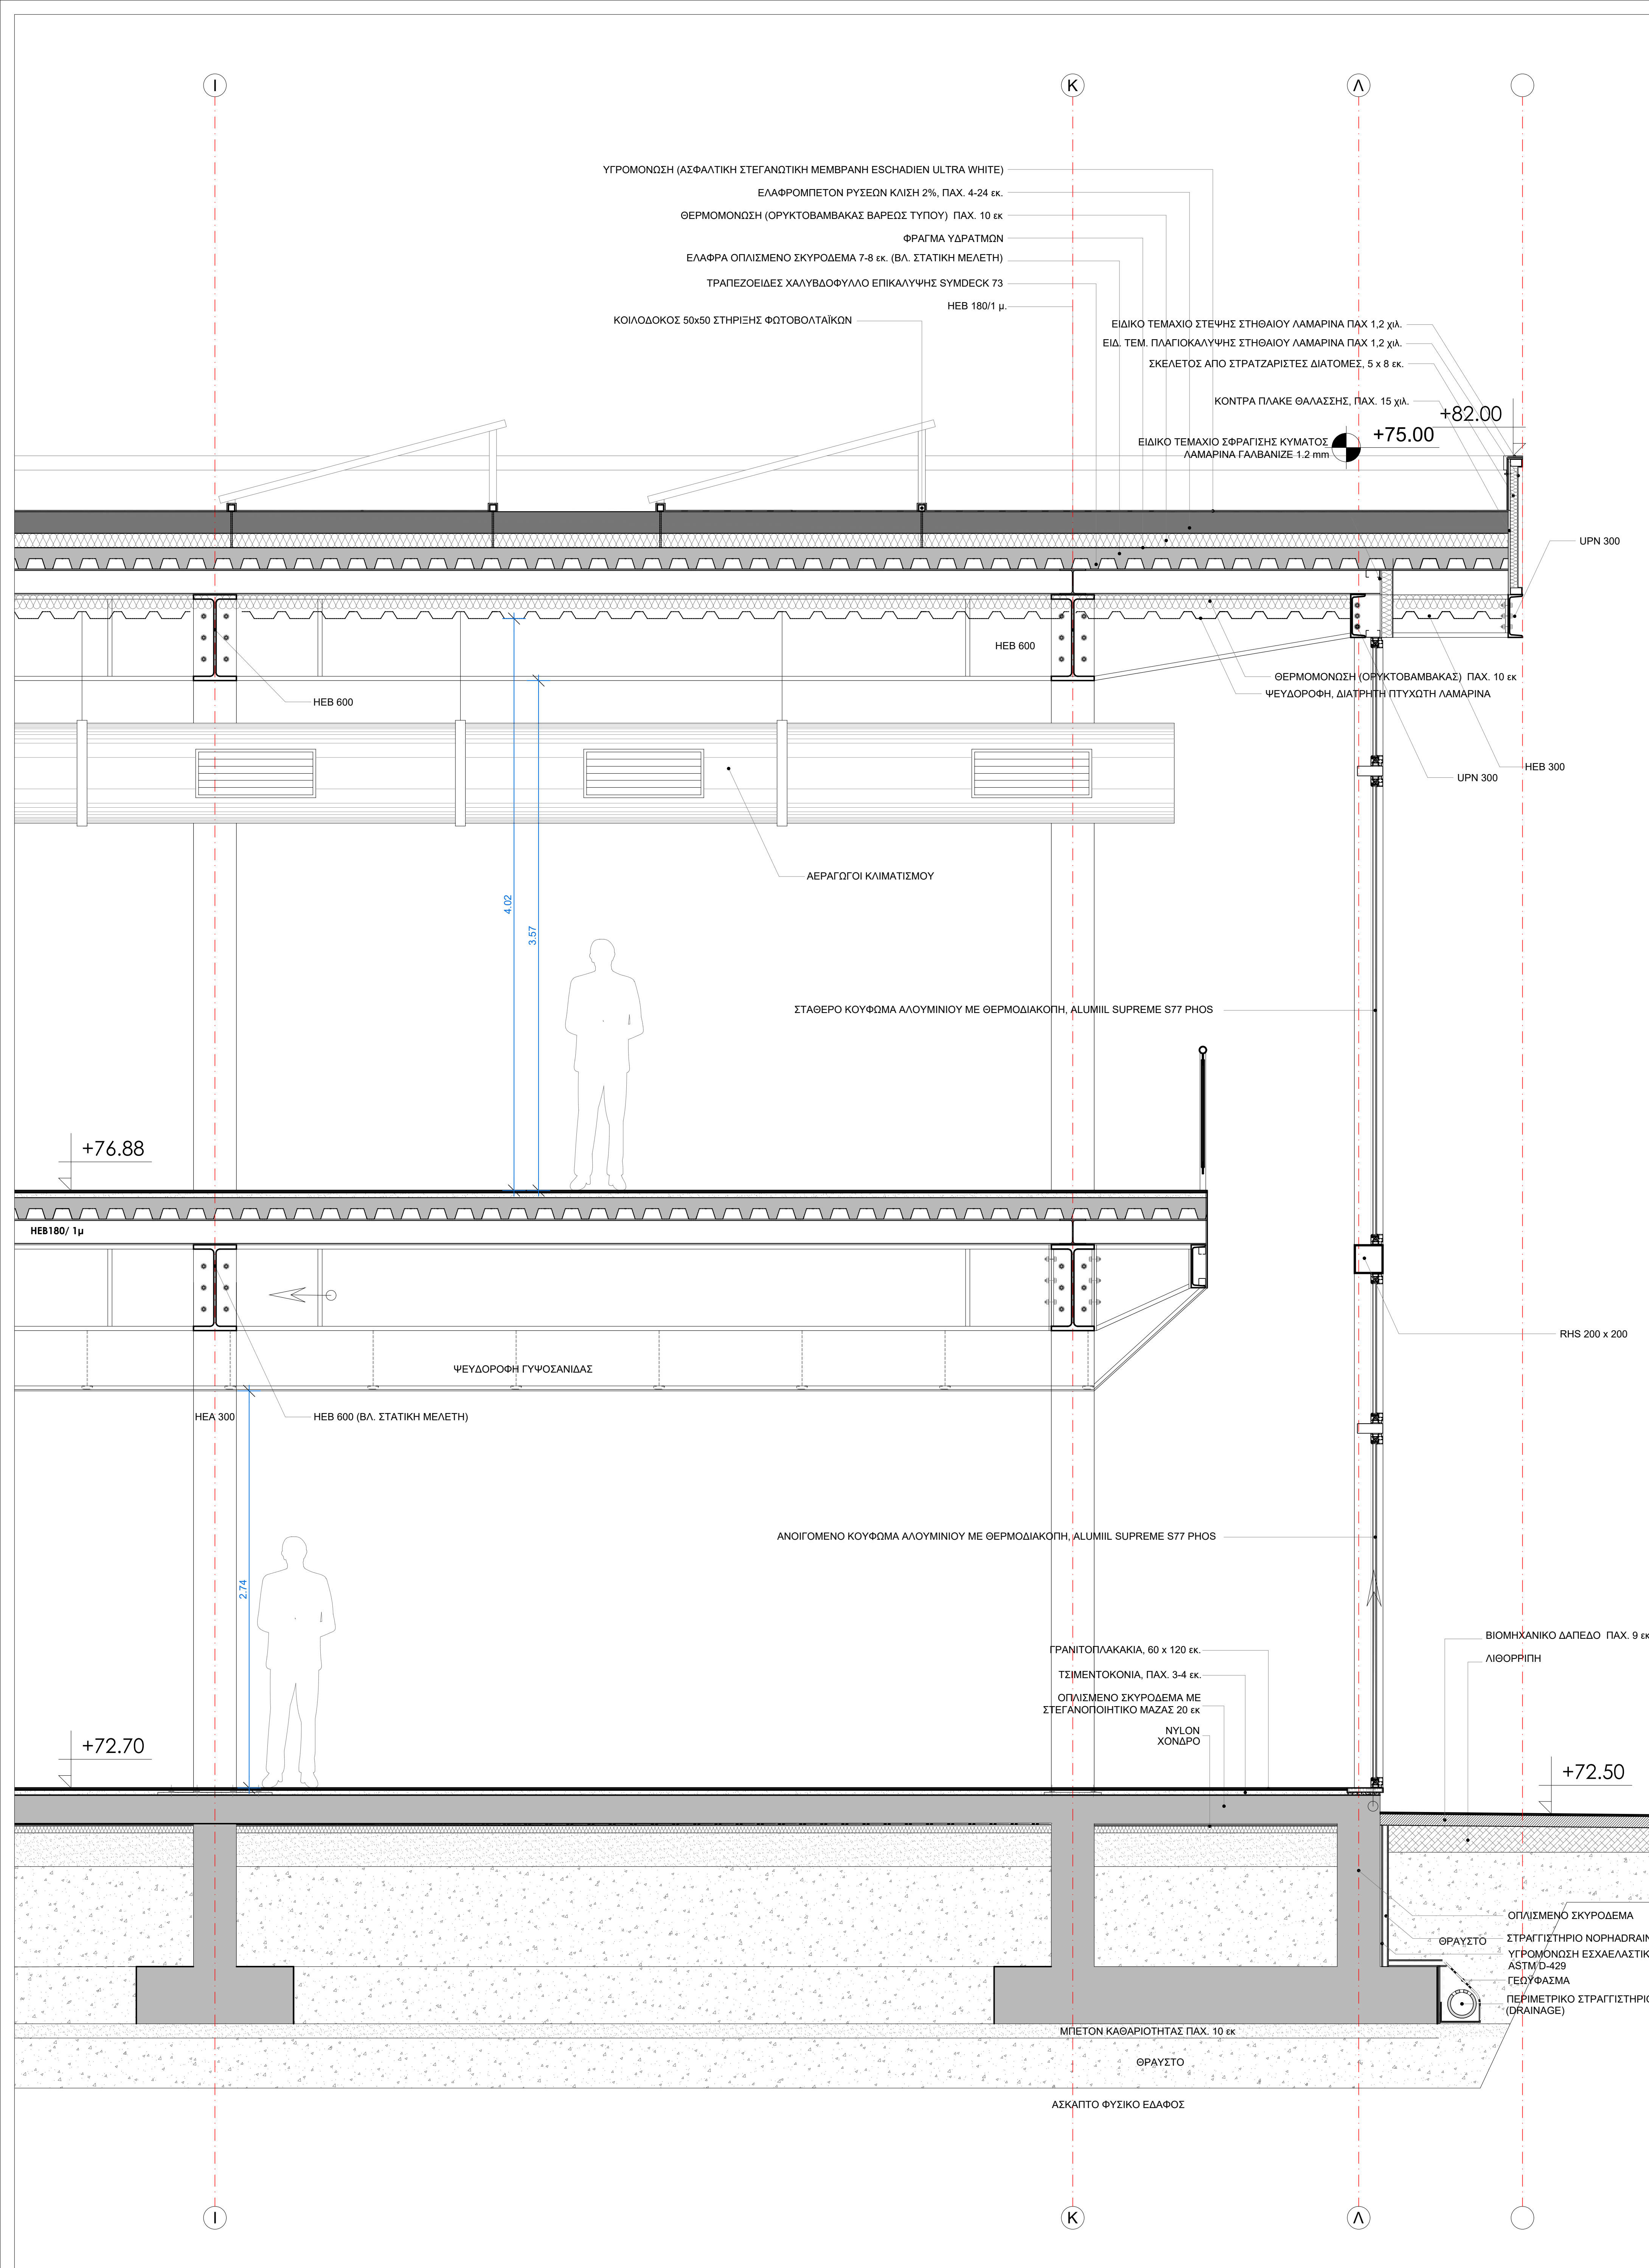 Ι
Κ
Λ
ΥΓΡΟΜΟΝΩΣΗ (ΑΣΦΑΛΤΙΚΗ ΣΤΕΓΑΝΩΤΙΚΗ ΜΕΜΒΡΑΝΗ ESCHADIEN ULTRA WHITE)
ΕΛΑΦΡΟΜΠΕΤΟΝ ΡΥΣΕΩΝ ΚΛΙΣΗ 2%, ΠΑΧ. 4-24 εκ.
ΘΕΡΜΟΜΟΝΩΣΗ (ΟΡΥΚΤΟΒΑΜΒΑΚΑΣ ΒΑΡΕΩΣ ΤΥΠΟΥ) ΠΑΧ. 10 εκ
ΦΡΑΓΜΑ ΥΔΡΑΤΜΩΝ
ΕΛΑΦΡΑ ΟΠΛΙΣΜΕΝΟ ΣΚΥΡΟΔΕΜΑ 7-8 εκ. (ΒΛ. ΣΤΑΤΙΚΗ ΜΕΛΕΤΗ)
ΤΡΑΠΕΖΟΕΙΔΕΣ ΧΑΛΥΒΔΟΦΥΛΛΟ ΕΠΙΚΑΛΥΨΗΣ SYMDECK 73
HEB 180/1 μ.
ΚΟΙΛΟΔΟΚΟΣ 50x50 ΣΤΗΡΙΞΗΣ ΦΩΤΟΒΟΛΤΑΪΚΩΝ
ΕΙΔΙΚΟ ΤΕΜΑΧΙΟ ΣΤΕΨΗΣ ΣΤΗΘΑΙΟΥ ΛΑΜΑΡΙΝΑ ΠΑΧ 1,2 χιλ.
ΕΙΔ. ΤΕΜ. ΠΛΑΓΙΟΚΑΛΥΨΗΣ ΣΤΗΘΑΙΟΥ ΛΑΜΑΡΙΝΑ ΠΑΧ 1,2 χιλ.
ΣΚΕΛΕΤΟΣ ΑΠΟ ΣΤΡΑΤΖΑΡΙΣΤΕΣ ΔΙΑΤΟΜΕΣ, 5 x 8 εκ.
ΚΟΝΤΡΑ ΠΛΑΚΕ ΘΑΛΑΣΣΗΣ, ΠΑΧ. 15 χιλ.
+82.00
+75.00
ΕΙΔΙΚΟ ΤΕΜΑΧΙΟ ΣΦΡΑΓΙΣΗΣ ΚΥΜΑΤΟΣ
ΛΑΜΑΡΙΝΑ ΓΑΛΒΑΝΙΖΕ 1.2 mm
UPN 300
HEB 600
ΘΕΡΜΟΜΟΝΩΣΗ (ΟΡΥΚΤΟΒΑΜΒΑΚΑΣ) ΠΑΧ. 10 εκ
ΨΕΥΔΟΡΟΦΗ, ΔΙΑΤΡΗΤΗ ΠΤΥΧΩΤΗ ΛΑΜΑΡΙΝΑ
HEB 600
HEB 300
UPN 300
ΑΕΡΑΓΩΓΟΙ ΚΛΙΜΑΤΙΣΜΟΥ
4.02
3.57
ΣΤΑΘΕΡΟ ΚΟΥΦΩΜΑ ΑΛΟΥΜΙΝΙΟΥ ΜΕ ΘΕΡΜΟΔΙΑΚΟΠΗ, ALUMIIL SUPREME S77 PHOS
+76.88
HEB180/ 1μ
RHS 200 x 200
ΨΕΥΔΟΡΟΦΗ ΓΥΨΟΣΑΝΙΔΑΣ
HEA 300
HEB 600 (ΒΛ. ΣΤΑΤΙΚΗ ΜΕΛΕΤΗ)
ΑΝΟΙΓΟΜΕΝΟ ΚΟΥΦΩΜΑ ΑΛΟΥΜΙΝΙΟΥ ΜΕ ΘΕΡΜΟΔΙΑΚΟΠΗ, ALUMIIL SUPREME S77 PHOS
2.74
ΒΙΟΜΗΧΑΝΙΚΟ ΔΑΠΕΔΟ ΠΑΧ. 9 εκ
ΛΙΘΟΡΡΙΠΗ
ΓΡΑΝΙΤΟΠΛΑΚΑΚΙΑ, 60 x 120 εκ.
ΤΣΙΜΕΝΤΟΚΟΝΙΑ, ΠΑΧ. 3-4 εκ.
ΟΠΛΙΣΜΕΝΟ ΣΚΥΡΟΔΕΜΑ ΜΕ
ΣΤΕΓΑΝΟΠΟΙΗΤΙΚΟ ΜΑΖΑΣ 20 εκ
NYLON
ΧΟΝΔΡΟ
+72.70
+72.50
ΟΠΛΙΣΜΕΝΟ ΣΚΥΡΟΔΕΜΑ
ΘΡΑΥΣΤΟ
ΣΤΡΑΓΓΙΣΤΗΡΙΟ NOPHADRAIN
ΥΓΡΟΜΟΝΩΣΗ ΕΣΧΑΕΛΑΣΤΙΚ
ASTM D-429
ΓΕΩΥΦΑΣΜΑ
ΠΕΡΙΜΕΤΡΙΚΟ ΣΤΡΑΓΓΙΣΤΗΡΙΟ
(DRAINAGE)
ΜΠΕΤΟΝ ΚΑΘΑΡΙΟΤΗΤΑΣ ΠΑΧ. 10 εκ
ΘΡΑΥΣΤΟ
ΑΣΚΑΠΤΟ ΦΥΣΙΚΟ ΕΔΑΦΟΣ
Ι
Κ
Λ